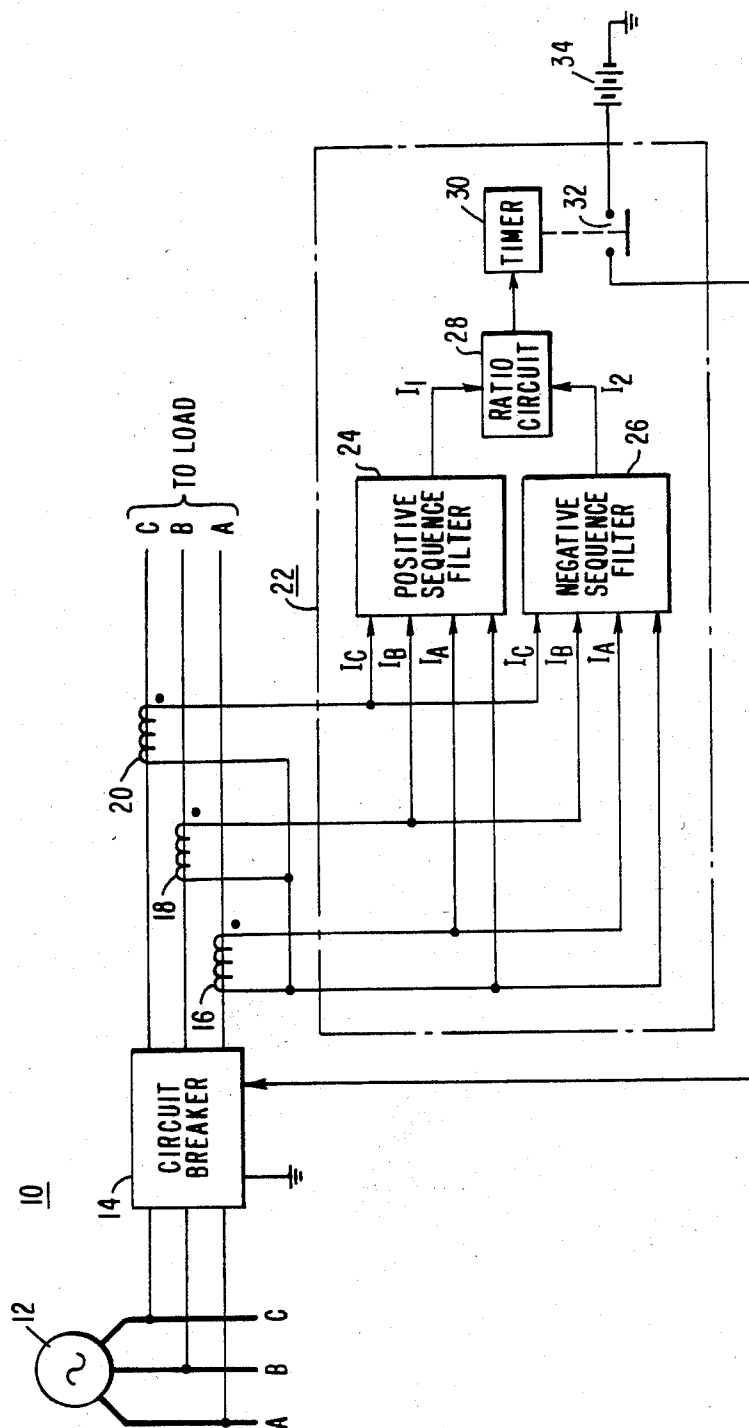 10
12
A
B
C
14
CIRCUIT
BREAKER
16
18
20
C
B
A
TO LOAD
22
IC
IB
IA
24
POSITIVE
SEQUENCE
FILTER
IC
IB
IA
NEGATIVE
SEQUENCE
FILTER
26
I1
I2
28
RATIO
CIRCUIT
30
TIMER
32
34